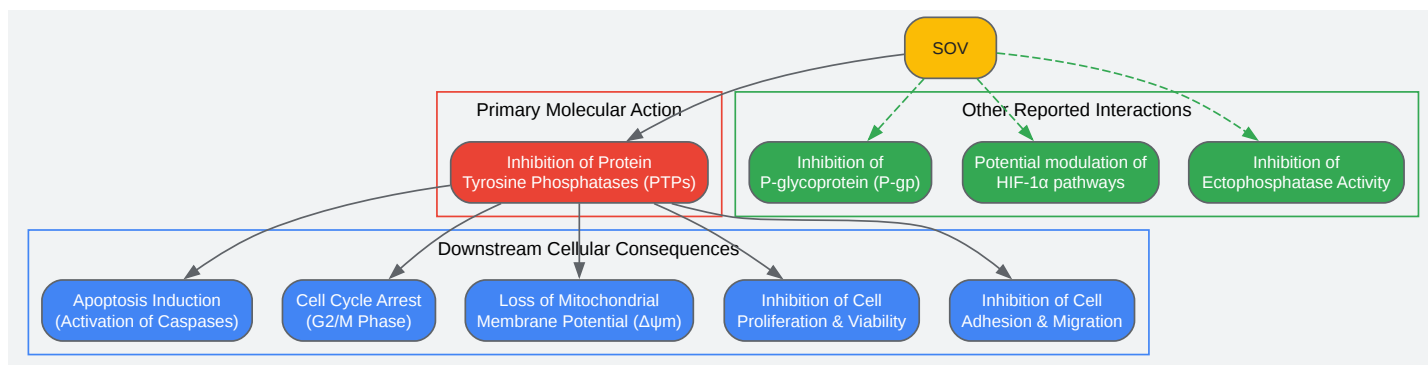 SOV
Primary Molecular Action
Other Reported Interactions
Inhibition of Protein
Tyrosine Phosphatases (PTPs)
Inhibition of
P-glycoprotein (P-gp)
Potential modulation of
HIF-1α pathways
Inhibition of
Ectophosphatase Activity
Downstream Cellular Consequences
Apoptosis Induction
(Activation of Caspases)
Cell Cycle Arrest
(G2/M Phase)
Loss of Mitochondrial
Membrane Potential (Δψm)
Inhibition of Cell
Proliferation & Viability
Inhibition of Cell
Adhesion & Migration